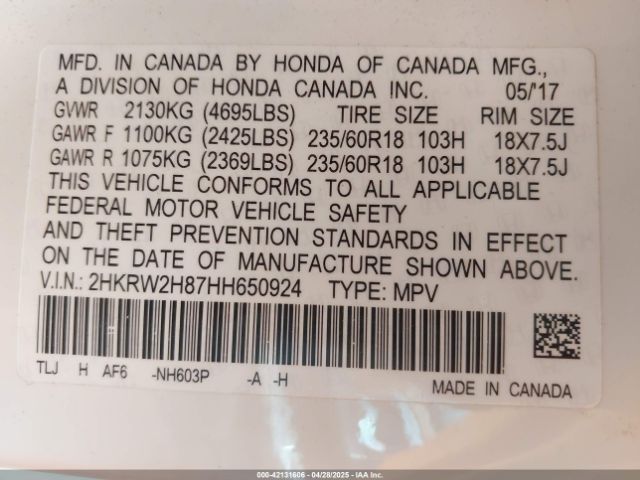 MFD. IN CANADA BY HONDA OF CANADA MFG.,
A DIVISION OF HONDA CANADA INC. 05/'17
GVWR 2130KG (4695LBS) TIRE SIZE RIM SIZE
GAWR F 1100KG (2425LBS) 235/60R18 103H 18X7.5J
GAWR R 1075KG (2369LBS) 235/60R18 103H 18X7.5J
THIS VEHICLE CONFORMS TO ALL APPLICABLE
FEDERAL MOTOR VEHICLE SAFETY
AND THEFT PREVENTION STANDARDS IN EFFECT
ON THE DATE OF MANUFACTURE SHOWN ABOVE.
V.I.N.: 2HKRW2H87HH650924 TYPE: MPV
TLJ H AF6 -NH603P -A -H
MADE IN CANADA
000-42131606 - 04/28/2025 - IAAI.COM